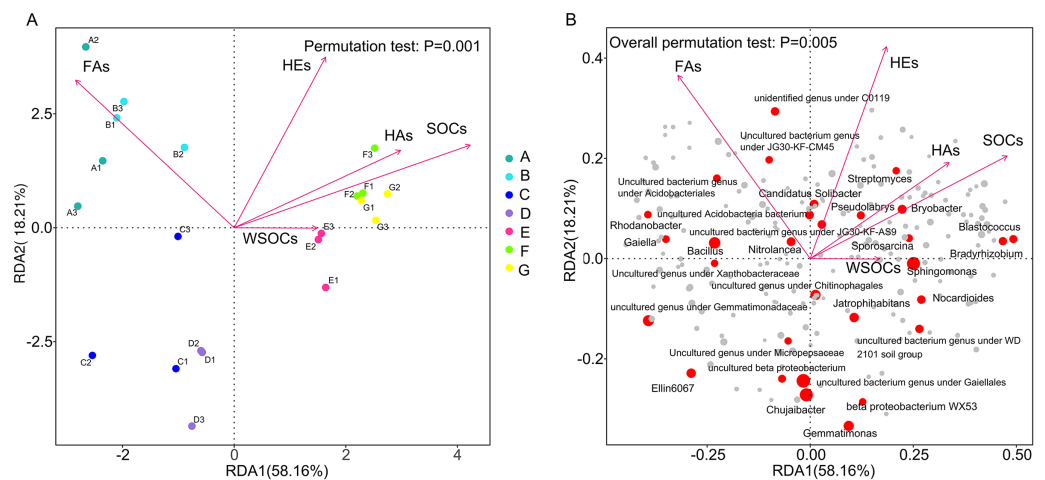 A
Permutation test: P=0.001
A2
FAs
HEs
B3
B1
B2
A1
A3
HAs
SOCs
F3
F2
F1
G2
G1
G3
C3
WSOCs
E3
E2
E1
C2
C1
D2
D1
D3
2.5
0.0
-2.5
-2
0
2
4
RDA1(58.16%)
RDA2( 18.21%)
A
B
C
D
E
F
G
B
Overall permutation test: P=0.005
FAs
HEs
unidentified genus under C0119
Uncultured bacterium genus
under JG30-KF-CM45
SOCs
HAs
Streptomyces
Uncultured bacterium genus
under Acidobacteriales
Candidatus Solibacter
Pseudolabrys
Bryobacter
uncultured Acidobacteria bacterium
Rhodanobacter
Blastococcus
uncultured bacterium genus under JG30-KF-AS9
Gaiella
Bacillus
Nitrolancea
Sporosarcina
Bradyrhizobium
WSOCs
Sphingomonas
Uncultured genus under Xanthobacteraceae
uncultured genus under Chitinophagales
uncultured genus under Gemmatimonadaceae
Jatrophihabitans
Nocardioides
uncultured bacterium genus under WD
2101 soil group
Uncultured genus under Micropepsaceae
uncultured beta proteobacterium
Ellin6067
uncultured bacterium genus under Gaiellales
Chujaibacter
beta proteobacterium WX53
Gemmatimonas
0.4
0.2
0.0
-0.2
-0.25
0.00
0.25
0.50
RDA1(58.16%)
RDA2(18.21%)